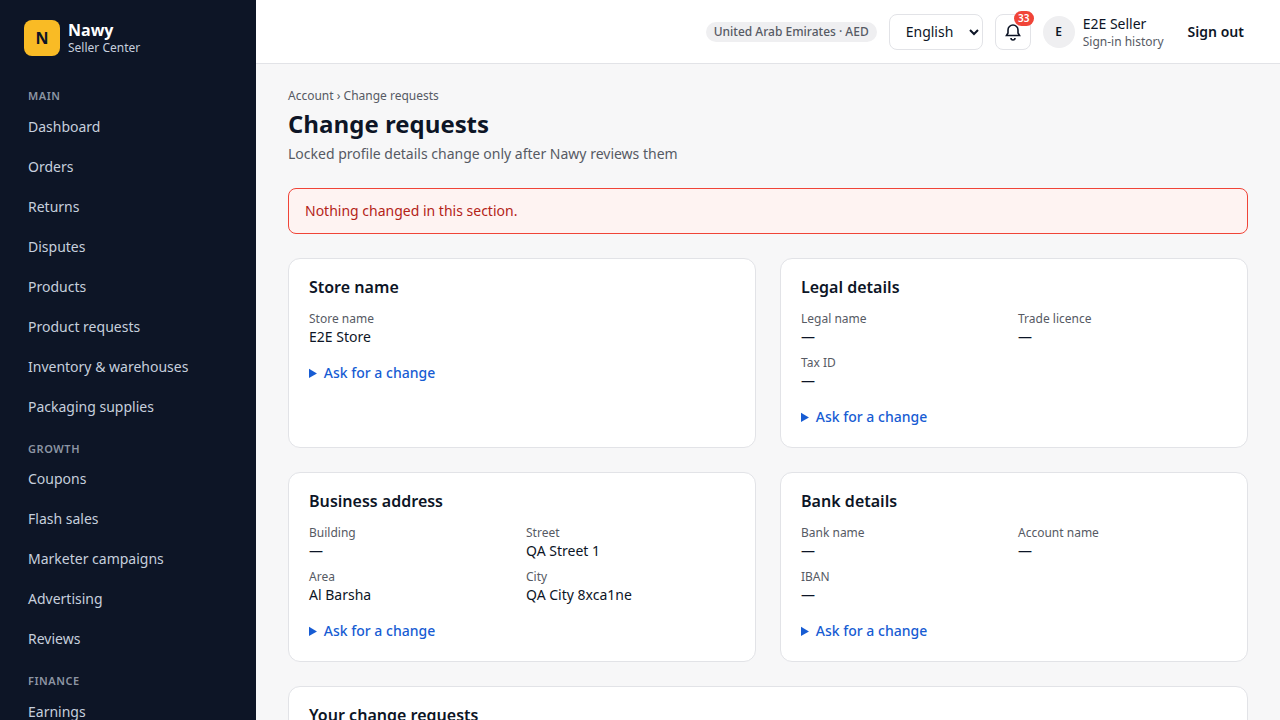 N
Nawy
Seller Center
MAIN
Dashboard
Orders
Returns
Disputes
Products
Product requests
Inventory & warehouses
Packaging supplies
GROWTH
Coupons
Flash sales
Marketer campaigns
Advertising
Reviews
FINANCE
Earnings
United Arab Emirates · AED
English
33
E
E2E Seller
Sign-in history
Sign out
Account › Change requests
Change requests
Locked profile details change only after Nawy reviews them
Nothing changed in this section.
Store name
Store name
E2E Store
Ask for a change
Legal details
Legal name
—
Trade licence
—
Tax ID
—
Ask for a change
Business address
Building
—
Street
QA Street 1
Area
Al Barsha
City
QA City 8xca1ne
Ask for a change
Bank details
Bank name
—
Account name
—
IBAN
—
Ask for a change
Your change requests